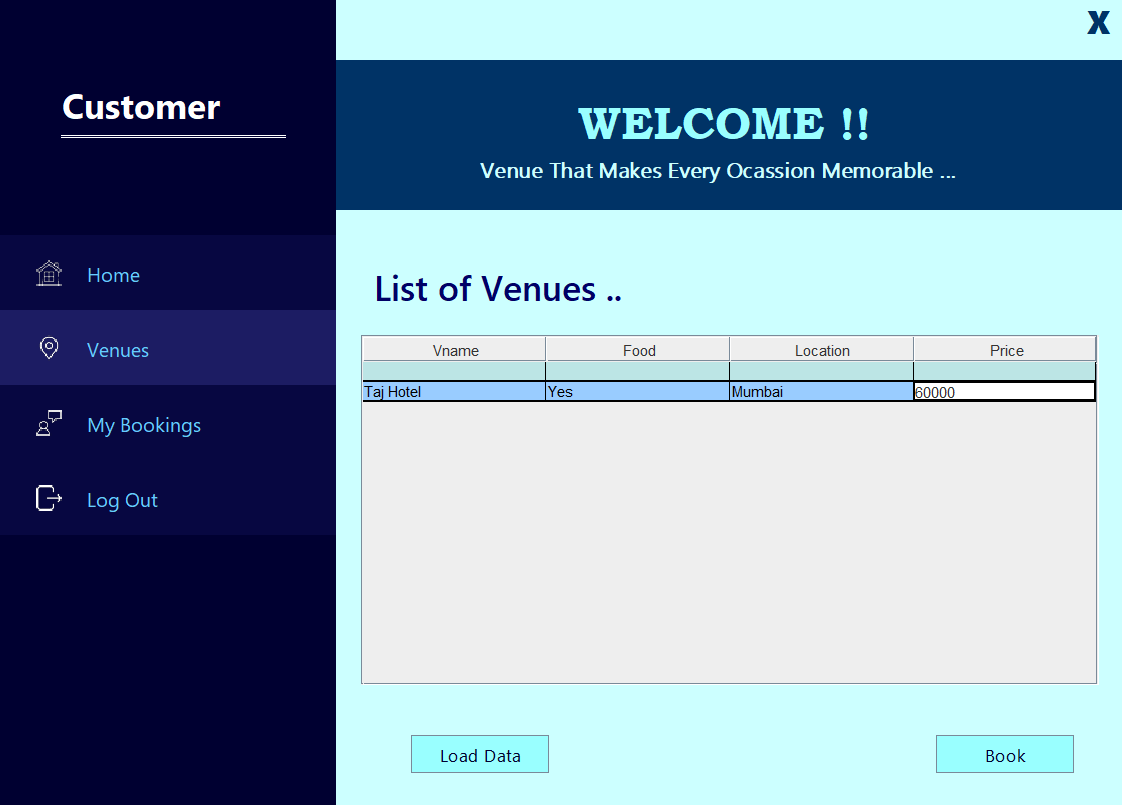 X
Customer
WELCOME !!
Venue That Makes Every Ocassion Memorable ...
Home
Venues
My Bookings
Log Out
List of Venues ..
Vname Food Location Price
Taj Hotel Yes Mumbai 60000
Load Data Book